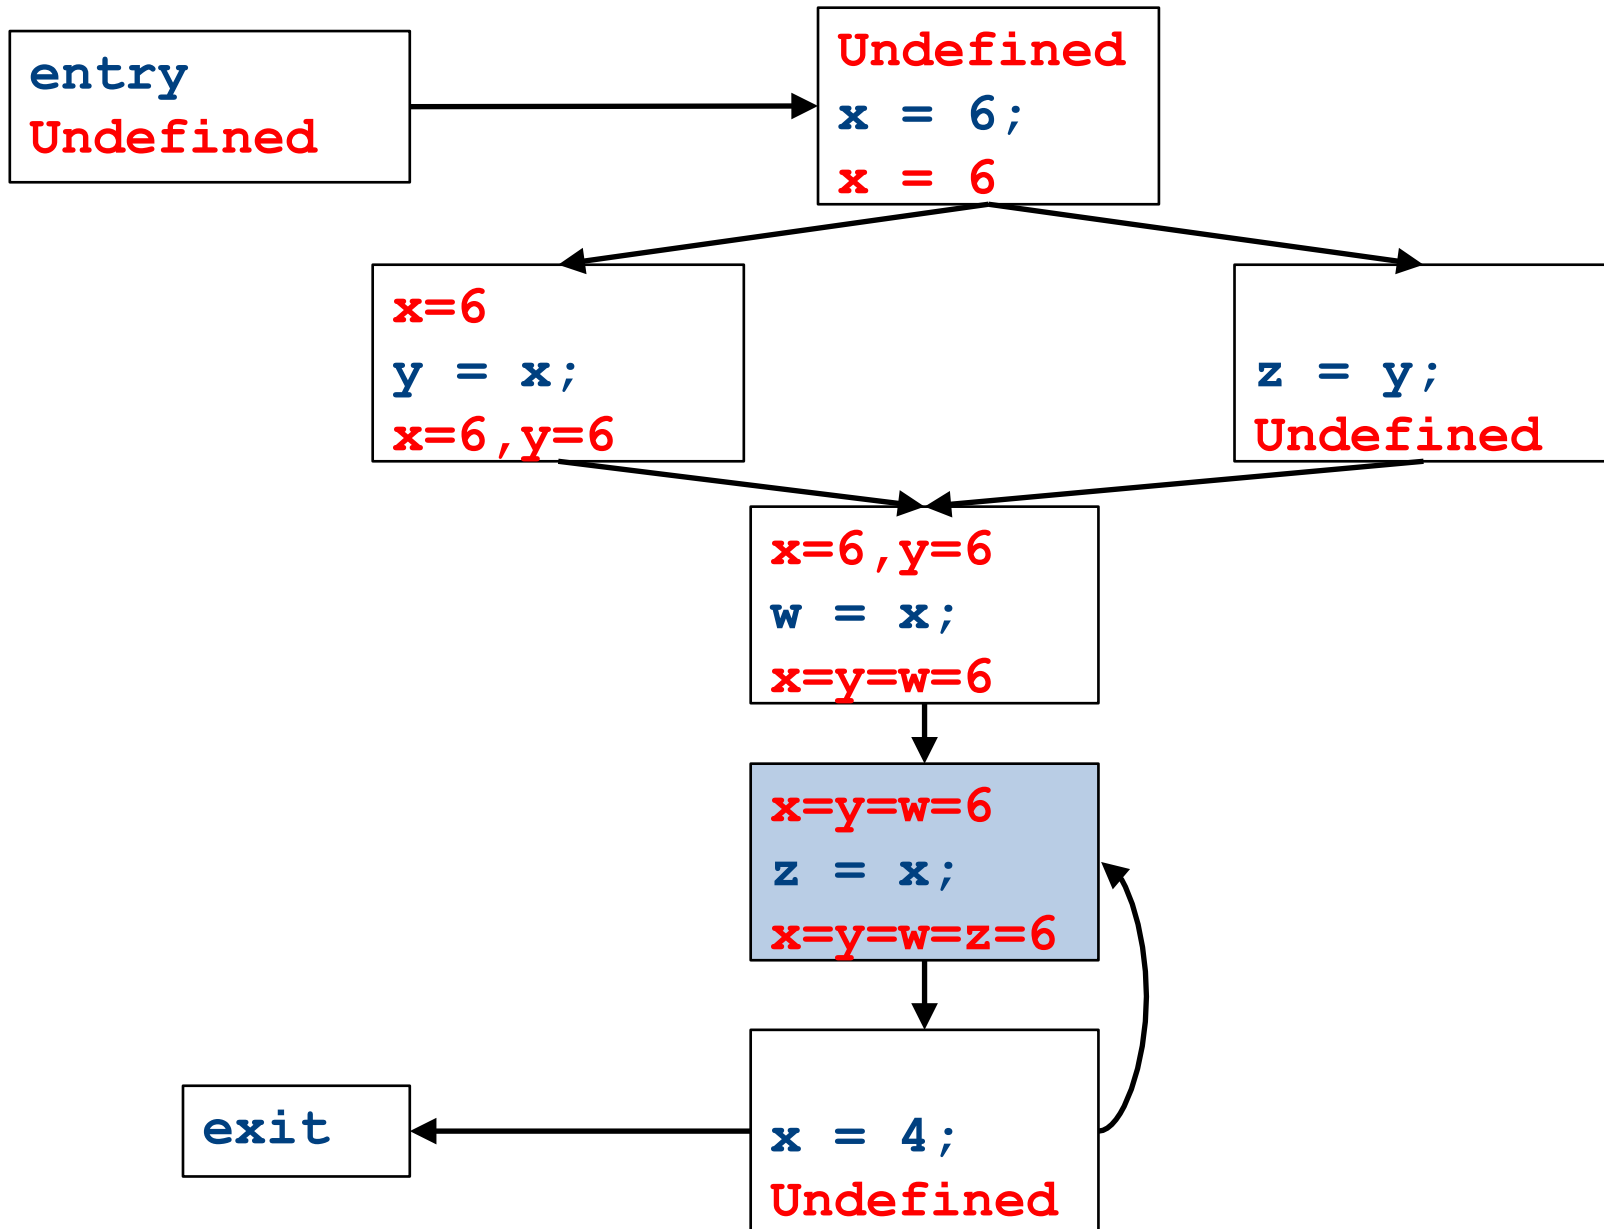 entry
Undefined
Undefined
x = 6;
x = 6
x=6
y = x;
x=6,y=6
z = y;
Undefined
x=6,y=6
w = x;
x=y=w=6
x=y=w=6
z = x;
x=y=w=z=6
x = 4;
Undefined
exit